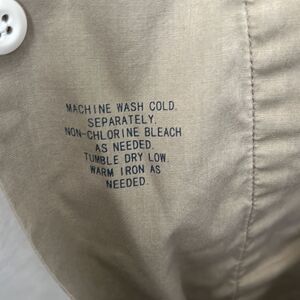 MACHINE WASH COLD.
SEPARATELY.
NON-CHLORINE BLEACH
AS NEEDED.
TUMBLE DRY LOW.
WARM IRON AS
NEEDED.